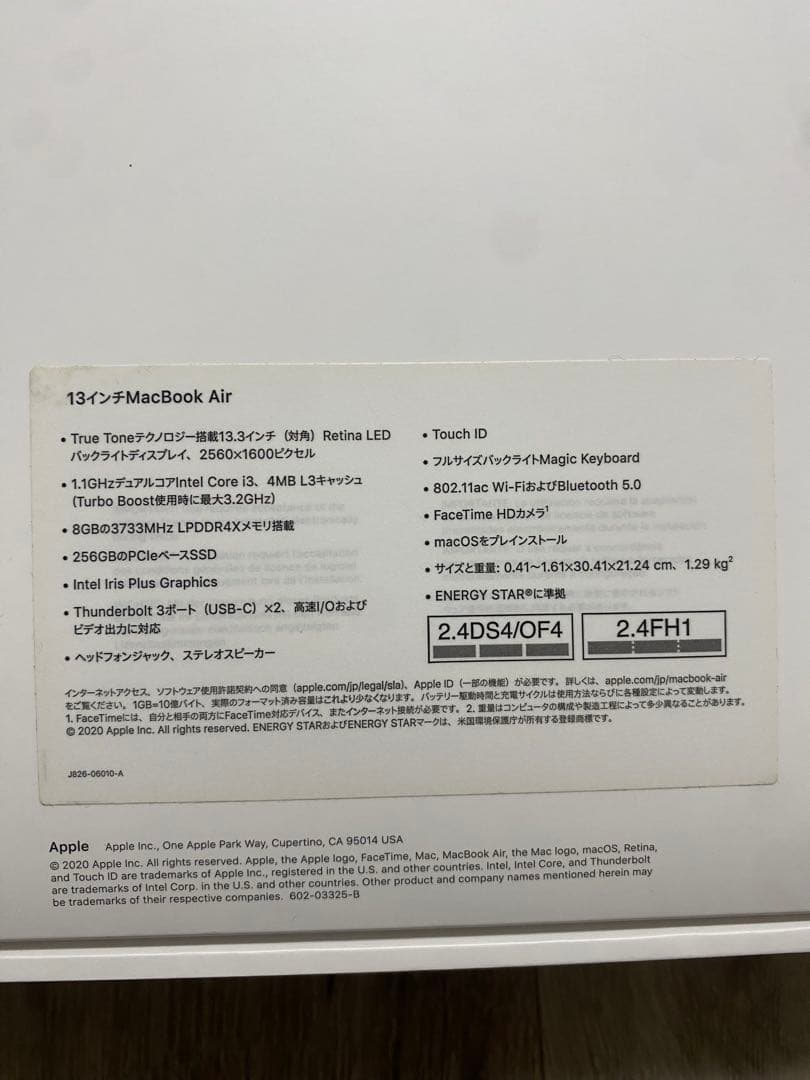 13インチMacBook Air
• True Toneテクノロジー搭載13.3インチ（対角）Retina LED
バックライトディスプレイ、2560×1600ピクセル
• 1.1GHzデュアルコアIntel Core i3、4MB L3キャッシュ
(Turbo Boost使用時に最大3.2GHz)
• 8GBの3733MHz LPDDR4Xメモリ搭載
• 256GBのPCIeベースSSD
• Intel Iris Plus Graphics
• Thunderbolt 3ポート（USB-C）×2、高速I/Oおよび
ビデオ出力に対応
• ヘッドフォンジャック、ステレオスピーカー
• Touch ID
• フルサイズバックライトMagic Keyboard
• 802.11ac Wi-FiおよびBluetooth 5.0
• FaceTime HDカメラ¹
• macOSをプレインストール
• サイズと重量: 0.41〜1.61×30.41×21.24 cm、1.29 kg²
• ENERGY STAR®に準拠
2.4DS4/OF4
2.4FH1
インターネットアクセス、ソフトウェア使用許諾契約への同意（apple.com/jp/legal/sla）、Apple ID（一部の機能）が必要です。詳しくは、apple.com/jp/macbook-air
をご覧ください。1GB=10億バイト、実際のフォーマット済み容量はこれより少なくなります。バッテリー駆動時間と充電サイクルは使用方法ならびに各種設定によって変動します。
1. FaceTimeには、自分と相手の両方にFaceTime対応デバイス、またインターネット接続が必要です。2. 重量はコンピュータの構成や製造工程によって多少異なることがあります。
© 2020 Apple Inc. All rights reserved. ENERGY STARおよびENERGY STARマークは、米国環境保護庁が所有する登録商標です。
J826-06010-A
Apple Apple Inc., One Apple Park Way, Cupertino, CA 95014 USA
© 2020 Apple Inc. All rights reserved. Apple, the Apple logo, FaceTime, Mac, MacBook Air, the Mac logo, macOS, Retina,
and Touch ID are trademarks of Apple Inc., registered in the U.S. and other countries. Intel, Intel Core, and Thunderbolt
are trademarks of Intel Corp. in the U.S. and other countries. Other product and company names mentioned herein may
be trademarks of their respective companies. 602-03325-B